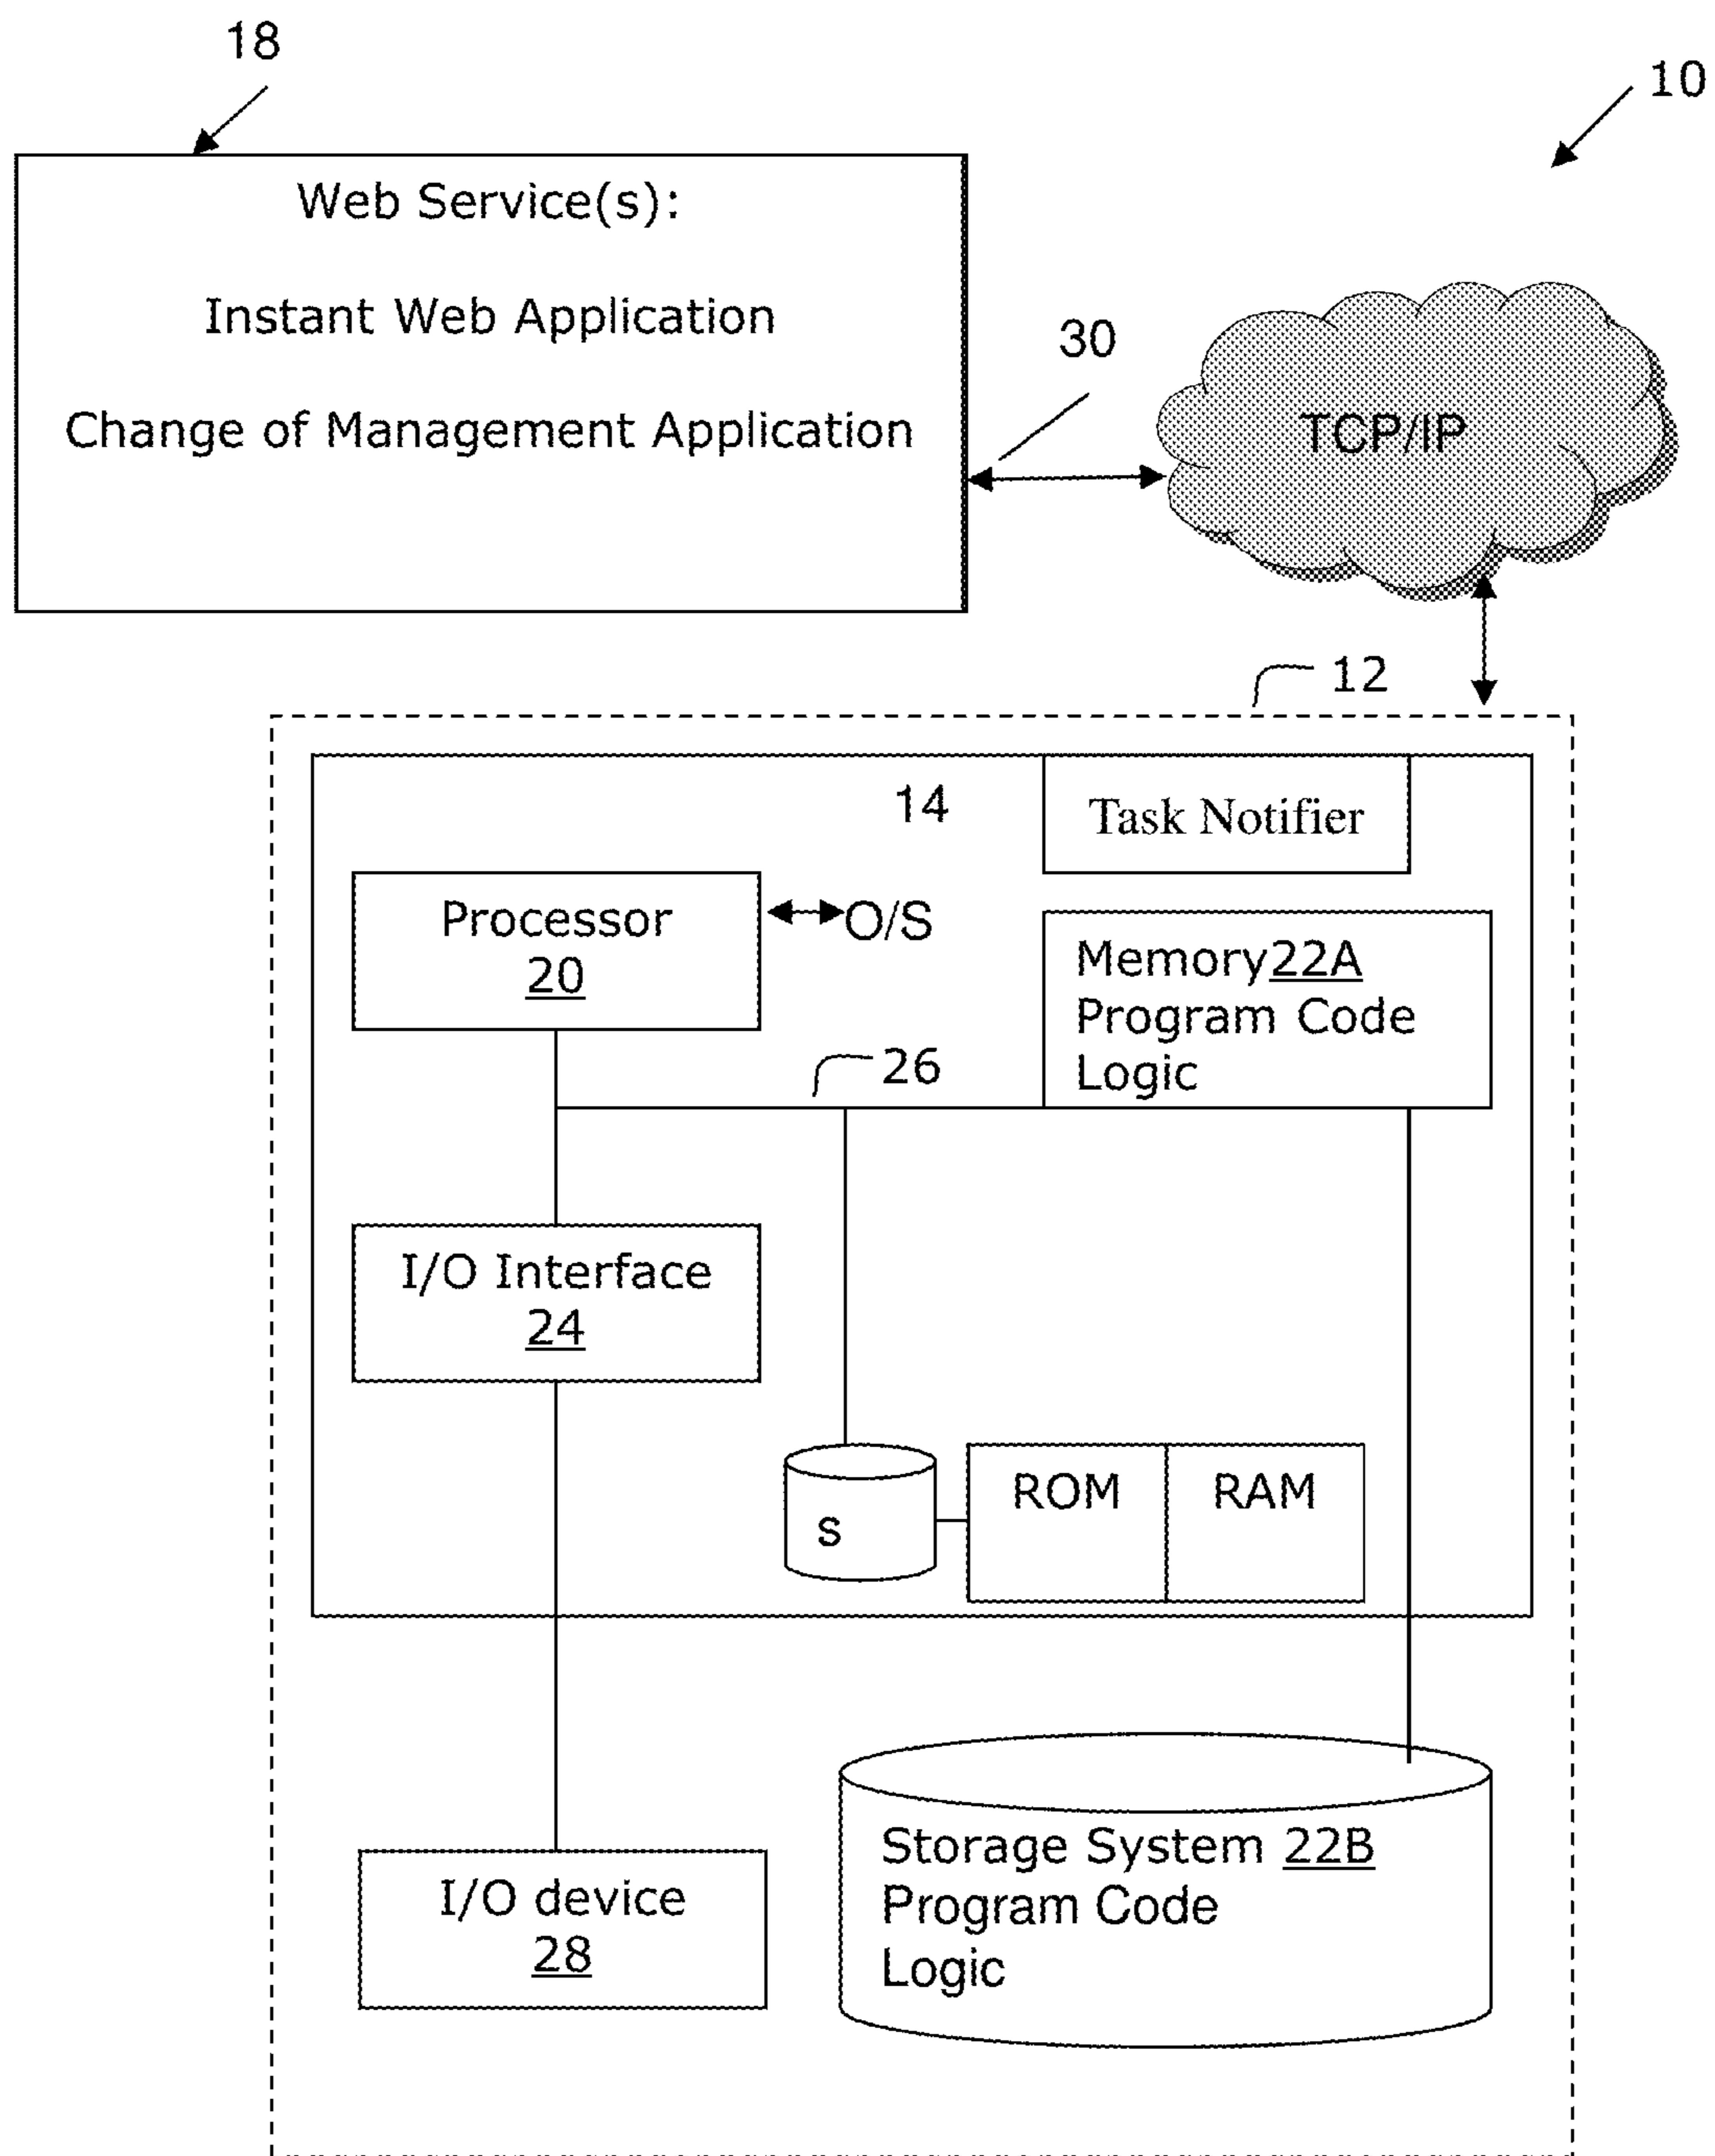 18
10
Web Service(s):
Instant Web Application
Change of Management Application
30
TCP/IP
12
14
Task Notifier
Processor
20
O/S
Memory22A
Program Code
Logic
26
I/O Interface
24
s
ROM
RAM
Storage System 22B
Program Code
Logic
I/O device
28